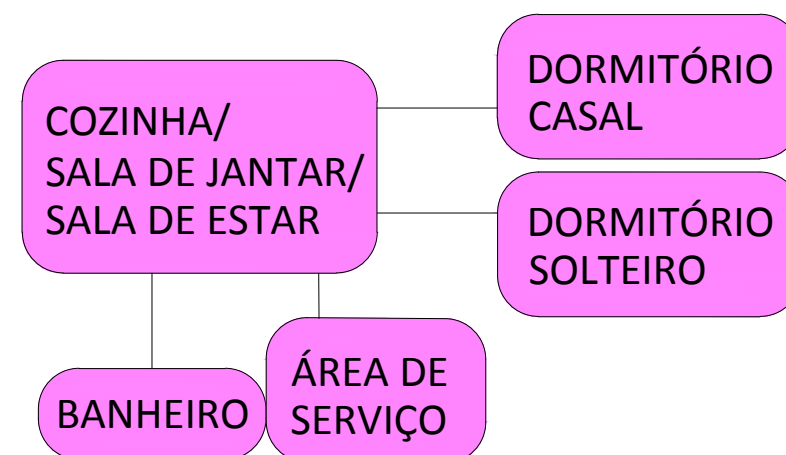 COZINHA/
SALA DE JANTAR/
SALA DE ESTAR
DORMITÓRIO
CASAL
DORMITÓRIO
SOLTEIRO
BANHEIRO
ÁREA DE
SERVIÇO